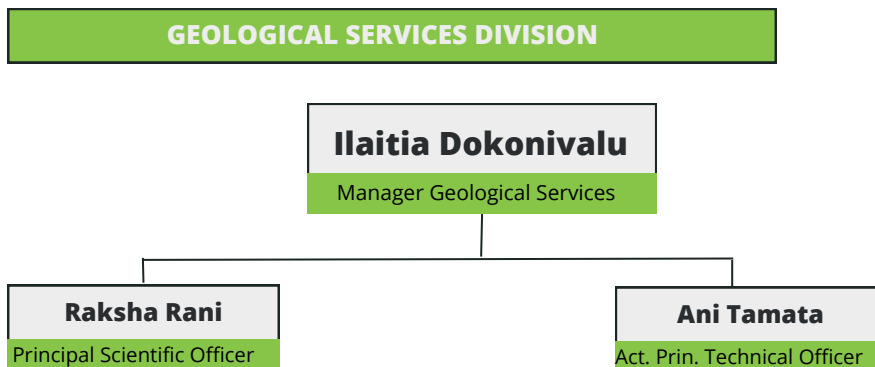 GEOLOGICAL SERVICES DIVISION
Ilaitia Dokonivalu
Manager Geological Services
Raksha Rani
Principal Scientific Officer
Ani Tamata
Act. Prin. Technical Officer